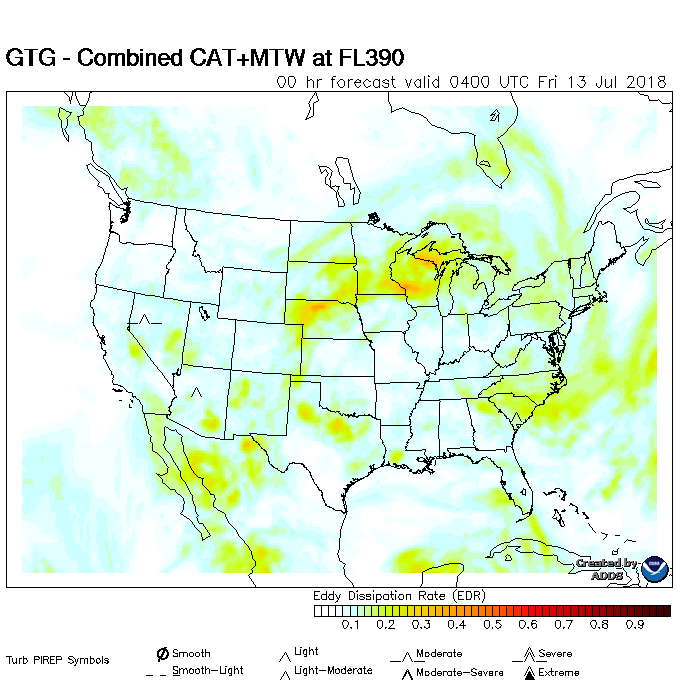 GTG - Combined CAT+MTW at FL390
00 hr forecast valid 0400 UTC Fri 13 Jul 2018
Created by
ADDS
Eddy Dissipation Rate (EDR)
0.1 0.2 0.3 0.4 0.5 0.6 0.7 0.8 0.9
Turb PIREP Symbols
Smooth Light Moderate Severe
Smooth-Light Light-Moderate Moderate-Severe Extreme